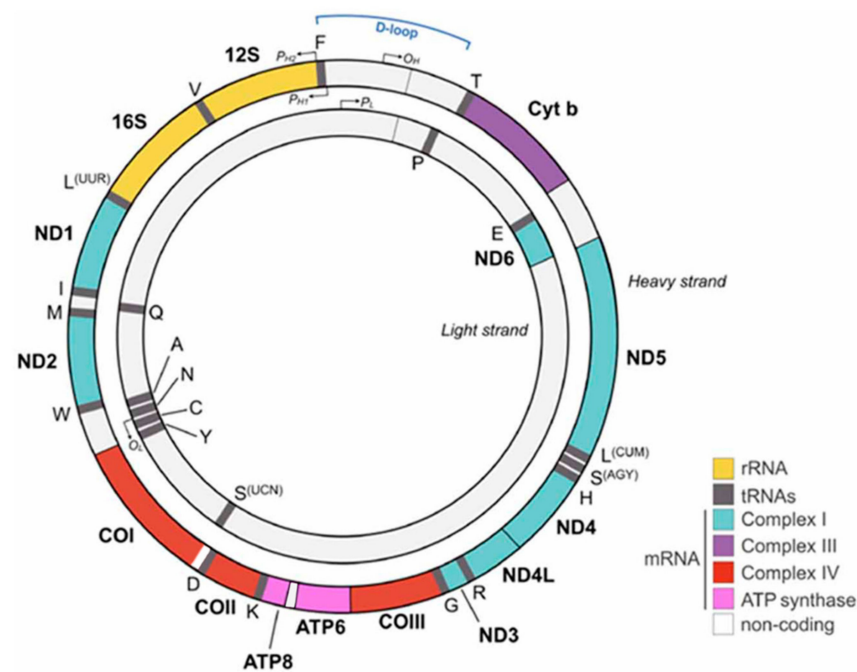 D-loop
F
12S
P_H2
O_H
T
V
P_H1
P_L
Cyt b
16S
P
L(UUR)
E
ND1
ND6
Heavy strand
I
M
Q
Light strand
ND5
ND2
A
N
W
C
Y
O_L
L(CUM)
S(AGY)
S(UCN)
H
COI
ND4
D
ND4L
COII
K
G
R
ATP6
COIII
ND3
ATP8
rRNA
tRNAs
mRNA
Complex I
Complex III
Complex IV
ATP synthase
non-coding